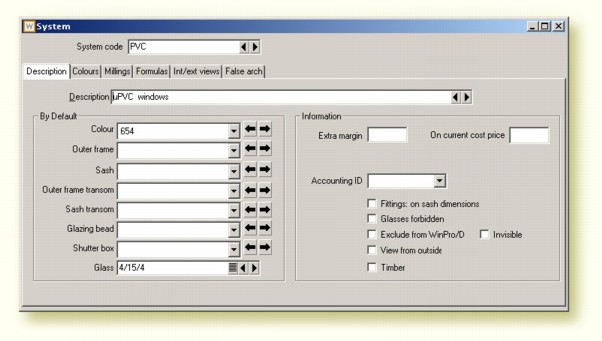 W System
System code PVC
Description Colours Millings Formulas Int/ext views False arch
Description uPVC windows
By Default
Colour 654
Outer frame
Sash
Outer frame transom
Sash transom
Glazing bead
Shutter box
Glass 4/15/4
Information
Extra margin On current cost price
Accounting ID
Fittings: on sash dimensions
Glasses forbidden
Exclude from WinPro/D Invisible
View from outside
Timber